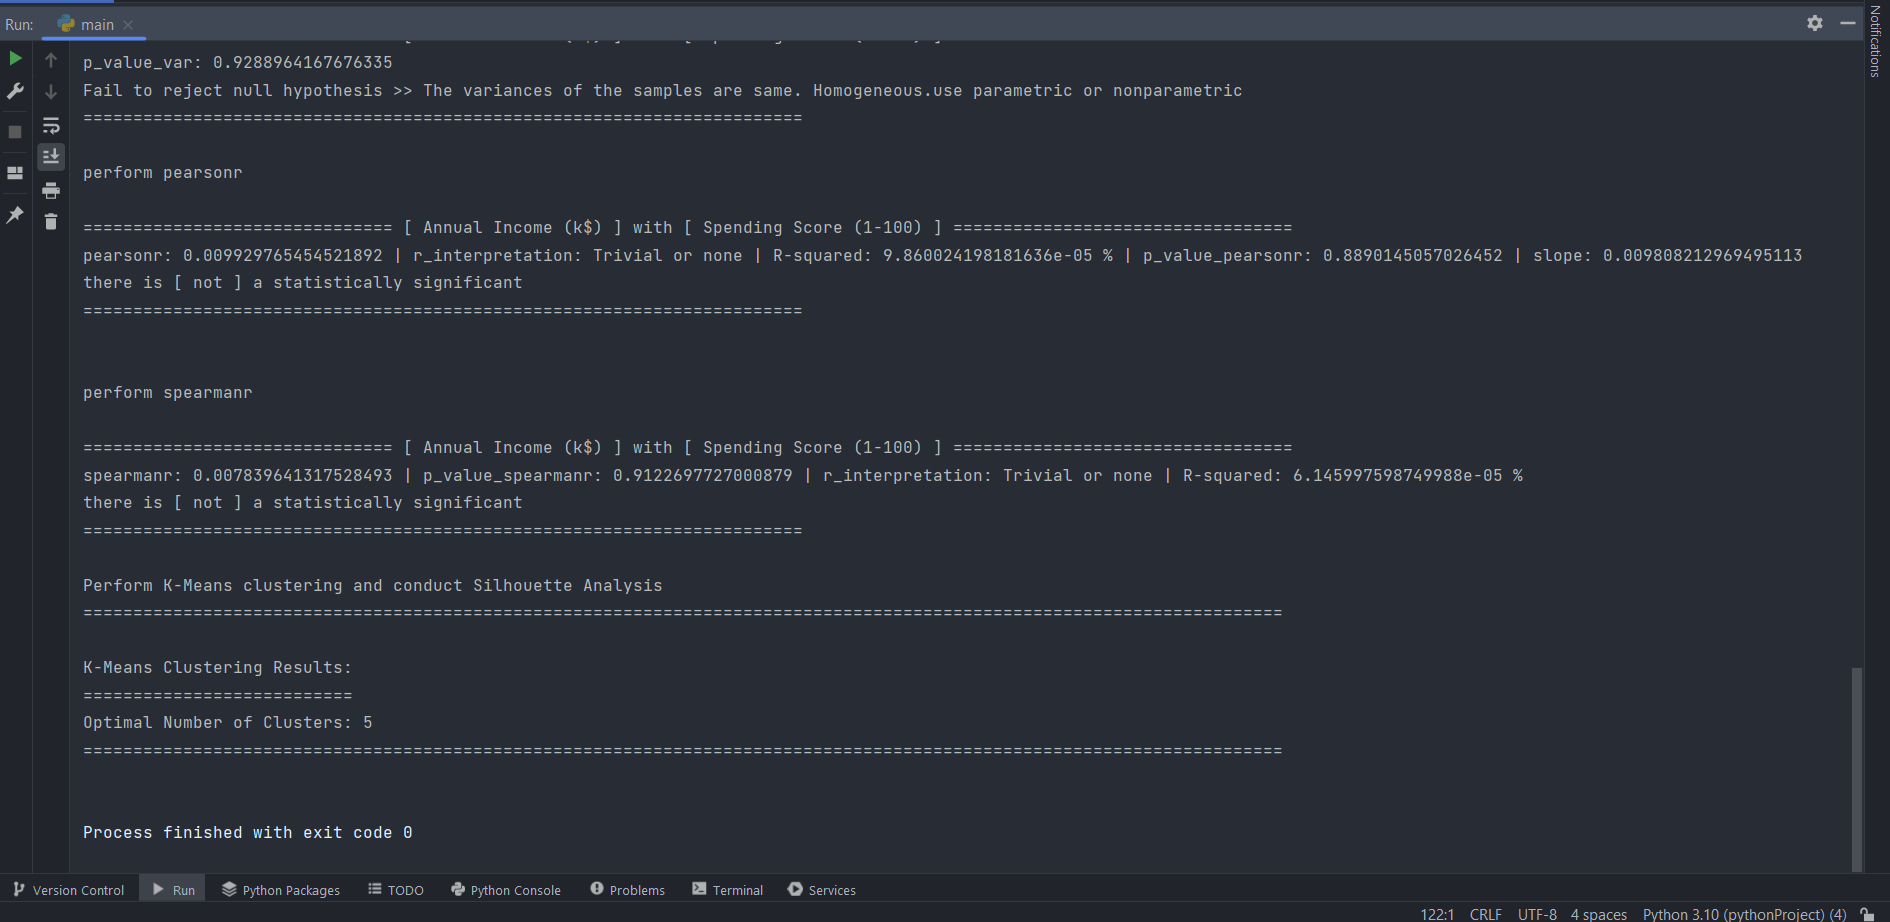 Run: main
Notifications
p_value_var: 0.9288964167676335
Fail to reject null hypothesis >> The variances of the samples are same. Homogeneous.use parametric or nonparametric
========================================================================
perform pearsonr
=============================== [ Annual Income (k$) ] with [ Spending Score (1-100) ] ==================================
pearsonr: 0.009929765454521892 | r_interpretation: Trivial or none | R-squared: 9.860024198181636e-05 % | p_value_pearsonr: 0.8890145057026452 | slope: 0.009808212969495113
there is [ not ] a statistically significant
========================================================================
perform spearmanr
=============================== [ Annual Income (k$) ] with [ Spending Score (1-100) ] ==================================
spearmanr: 0.007839641317528493 | p_value_spearmanr: 0.9122697727000879 | r_interpretation: Trivial or none | R-squared: 6.145997598749988e-05 %
there is [ not ] a statistically significant
========================================================================
Perform K-Means clustering and conduct Silhouette Analysis
========================================================================================================================
K-Means Clustering Results:
===========================
Optimal Number of Clusters: 5
========================================================================================================================
Process finished with exit code 0
Version Control Run Python Packages TODO Python Console Problems Terminal Services
122:1 CRLF UTF-8 4 spaces Python 3.10 (pythonProject) (4)